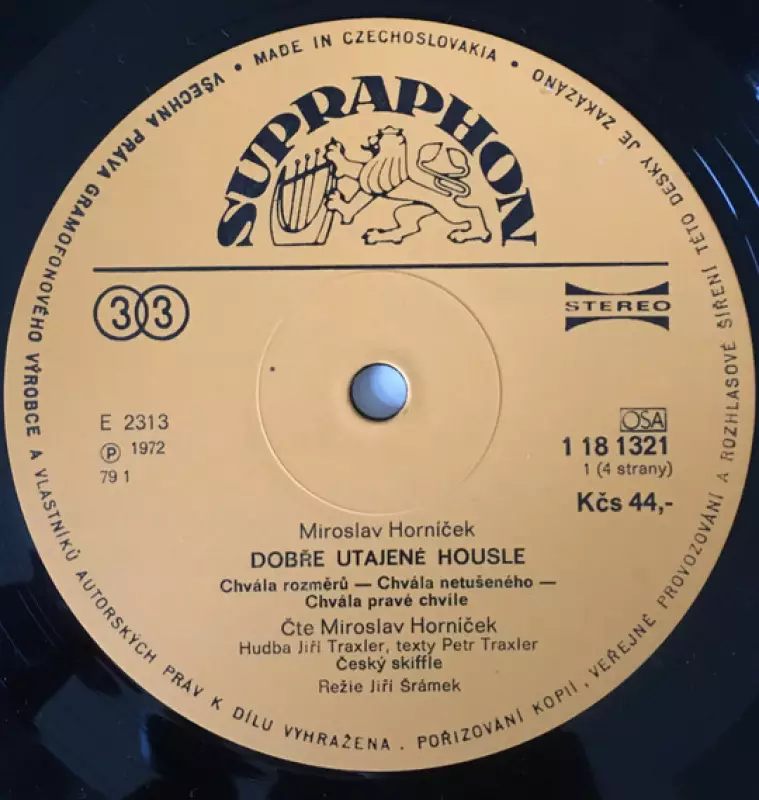 VŠECHNA PRÁVA GRAMOFONOVÉHO VÝROBCE A VLASTNÍKŮ AUTORSKÝCH PRÁV K DÍLU VYHRAŽENA . POŘIZOVÁNÍ KOPIÍ , VEŘEJNÉ PROVOZOVÁNÍ A ROZHLASOVÉ ŠÍŘENÍ TÉTO DESKY JE ZAKÁZÁNO
• MADE IN CZECHOSLOVAKIA •
SUPRAPHON
33
STEREO
E 2313
Ⓟ 1972
79 1
OSA
1 18 1321
1 (4 strany)
Kčs 44,-
Miroslav Horníček
DOBŘE UTAJENÉ HOUSLE
Chvála rozměrů — Chvála netušeného —
Chvála pravé chvíle
Čte Miroslav Horníček
Hudba Jiří Traxler, texty Petr Traxler
Český skiffle
Režie Jiří Šrámek